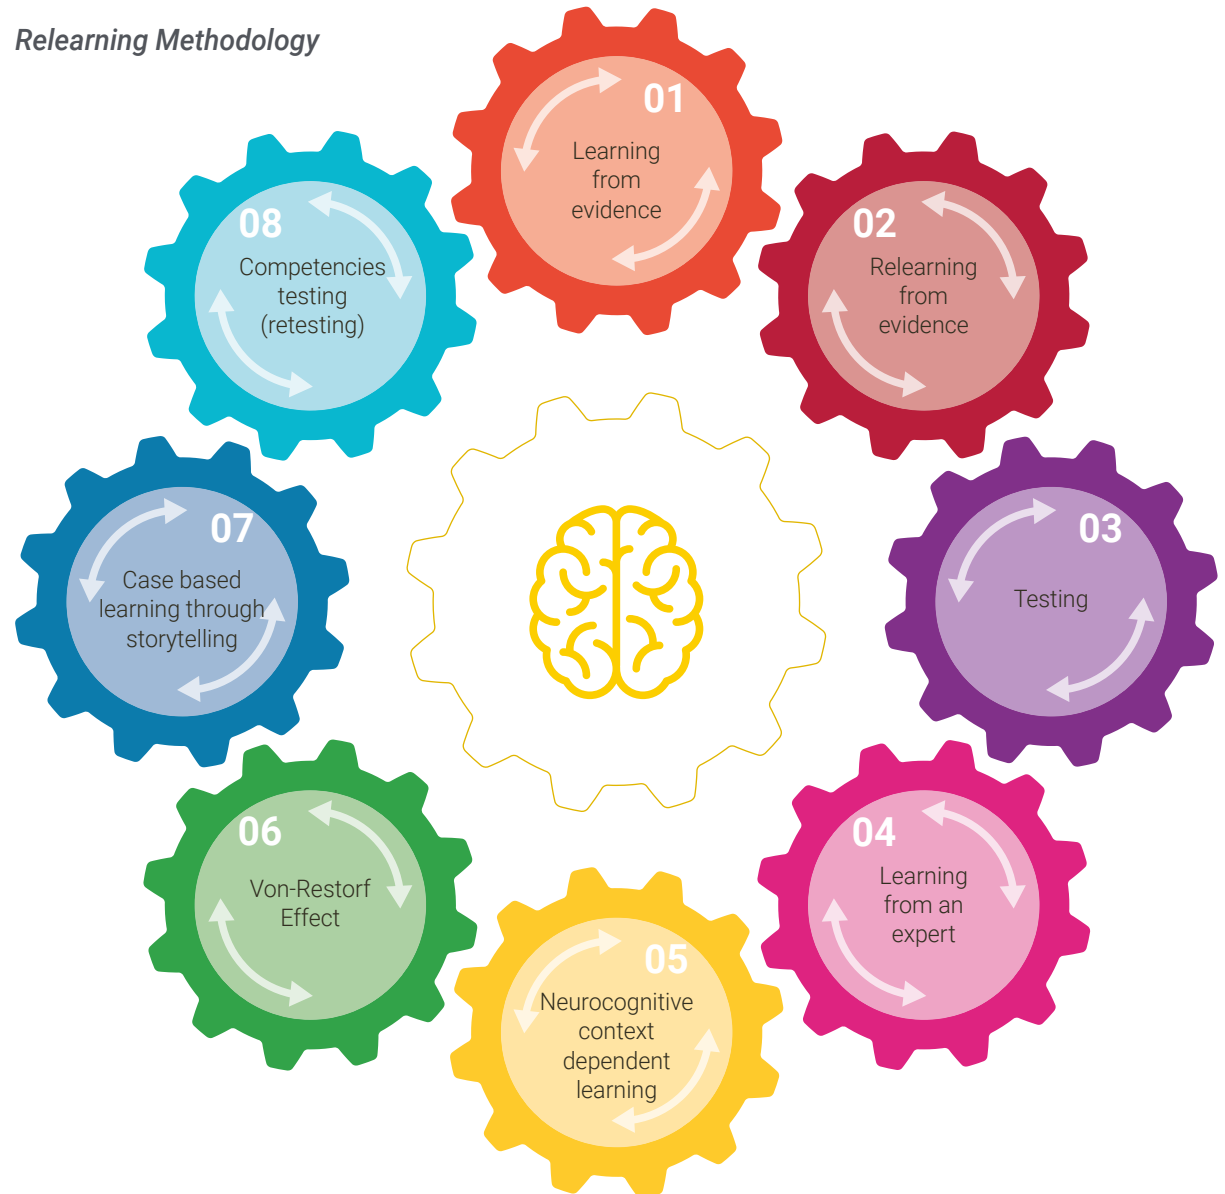 Relearning Methodology
01
Learning
from
evidence
02
Relearning
from
evidence
03
Testing
04
Learning
from an
expert
05
Neurocognitive
context
dependent
learning
06
Von-Restorf
Effect
07
Case based
learning through
storytelling
08
Competencies
testing
(retesting)